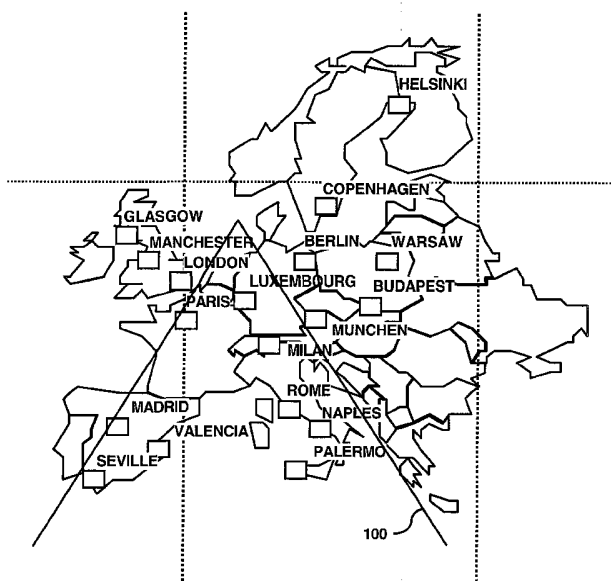 HELSINKI
COPENHAGEN
GLASGOW
MANCHESTER
BERLIN
WARSAW
LONDON
LUXEMBOURG
BUDAPEST
PARIS
MUNCHEN
MILAN
ROME
MADRID
NAPLES
VALENCIA
PALERMO
SEVILLE
100